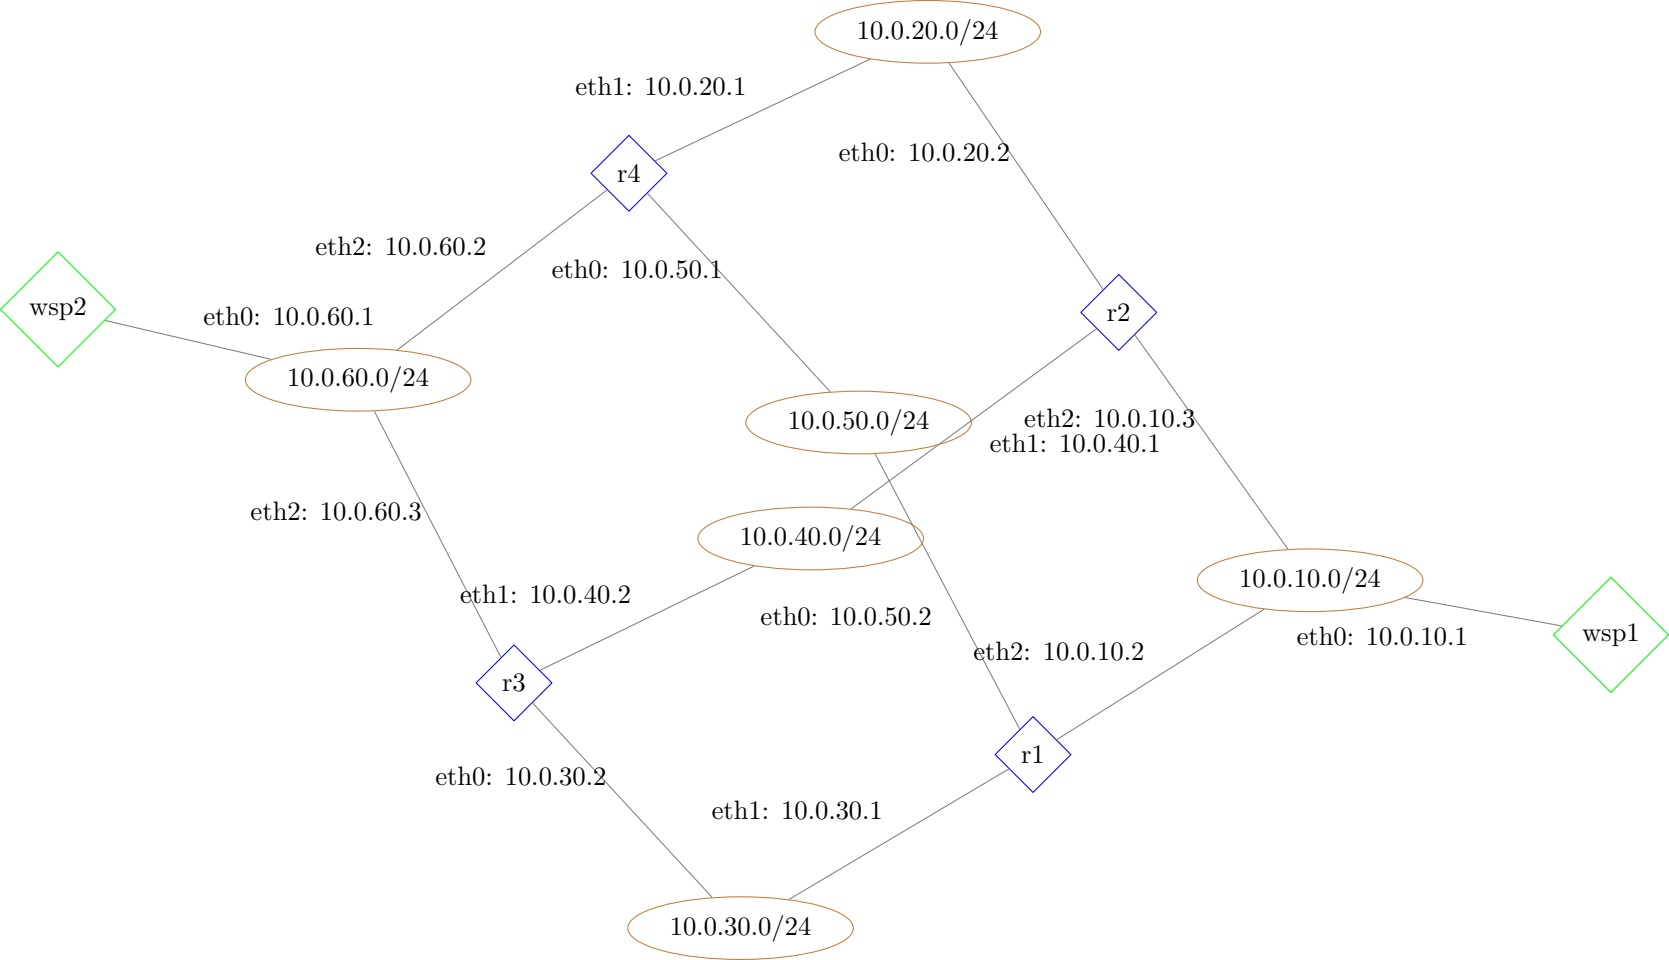 10.0.20.0/24
eth1: 10.0.20.1
eth0: 10.0.20.2
r4
eth2: 10.0.60.2
eth0: 10.0.50.1
wsp2
eth0: 10.0.60.1
r2
10.0.60.0/24
10.0.50.0/24
eth2: 10.0.10.3
eth1: 10.0.40.1
eth2: 10.0.60.3
10.0.40.0/24
10.0.10.0/24
eth1: 10.0.40.2
eth0: 10.0.50.2
eth0: 10.0.10.1
wsp1
eth2: 10.0.10.2
r3
r1
eth0: 10.0.30.2
eth1: 10.0.30.1
10.0.30.0/24